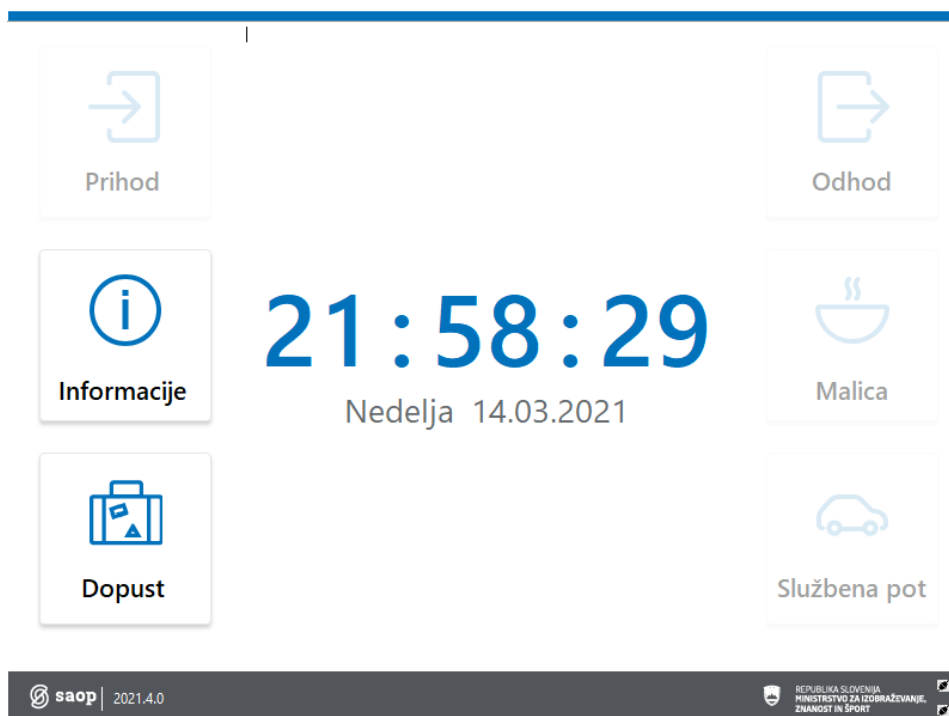 Prihod
Odhod
Informacije
21:58:29
Nedelja 14.03.2021
Malica
Dopust
Službena pot
saop
2021.4.0
REPUBLIKA SLOVENIJA
MINISTRSTVO ZA IZOBRAŽEVANJE,
ZNANOST IN ŠPORT